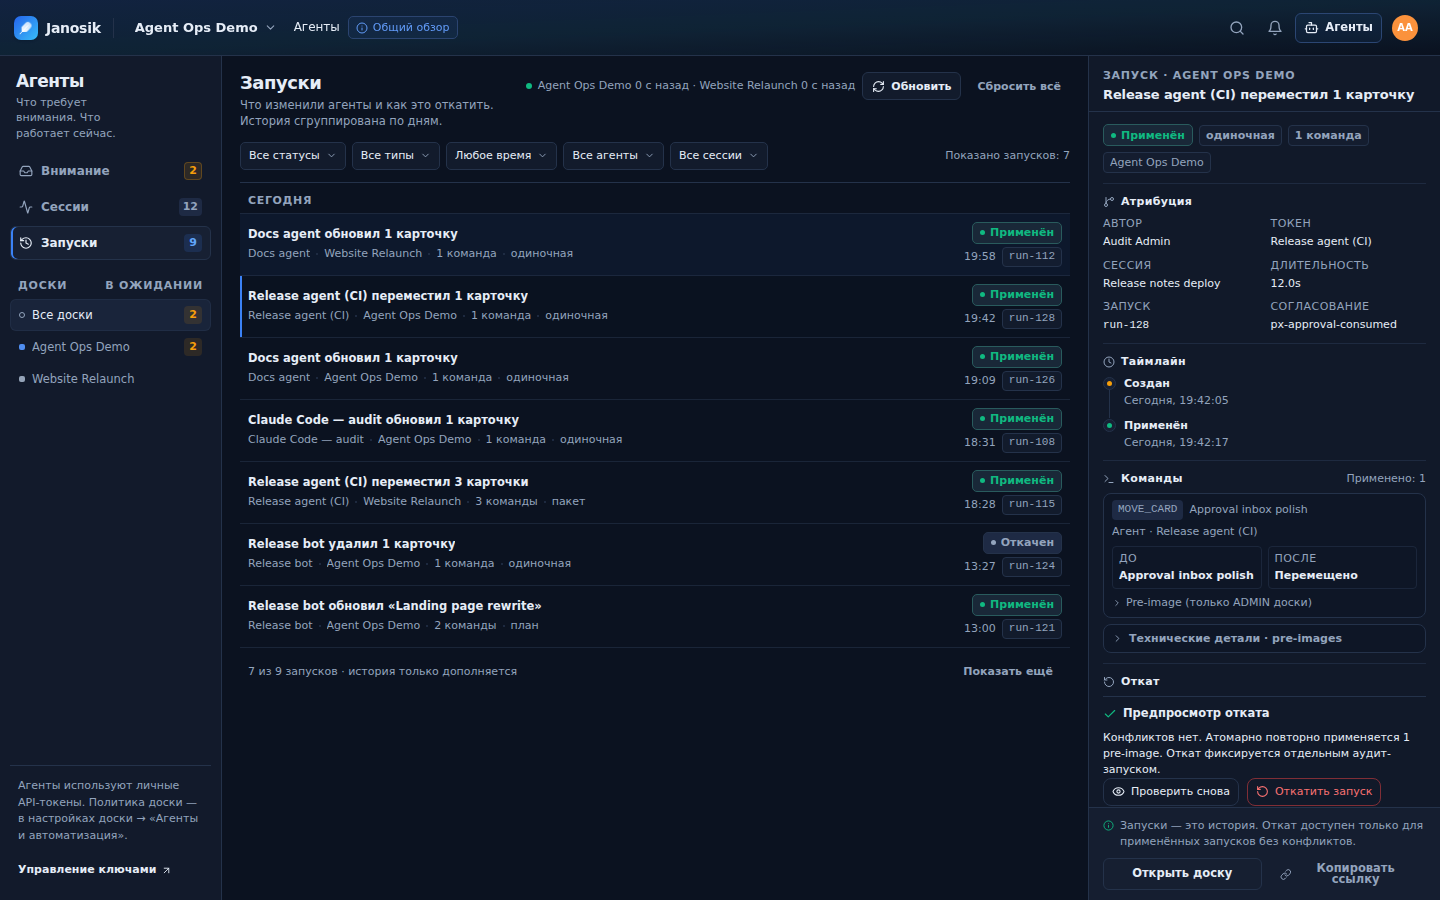 Janosik
Agent Ops Demo
Агенты
Общий обзор
Агенты
AA
Агенты
Что требует
внимания. Что
работает сейчас.
Внимание 2
Сессии 12
Запуски 9
ДОСКИ В ОЖИДАНИИ
Все доски 2
Agent Ops Demo 2
Website Relaunch
Агенты используют личные
API-токены. Политика доски —
в настройках доски → «Агенты
и автоматизация».
Управление ключами
Запуски
Что изменили агенты и как это откатить.
История сгруппирована по дням.
Agent Ops Demo 0 с назад · Website Relaunch 0 с назад
Обновить
Сбросить всё
Все статусы
Все типы
Любое время
Все агенты
Все сессии
Показано запусков: 7
СЕГОДНЯ
Docs agent обновил 1 карточку
Применён
Docs agent · Website Relaunch · 1 команда · одиночная
19:58 run-112
Release agent (CI) переместил 1 карточку
Применён
Release agent (CI) · Agent Ops Demo · 1 команда · одиночная
19:42 run-128
Docs agent обновил 1 карточку
Применён
Docs agent · Agent Ops Demo · 1 команда · одиночная
19:09 run-126
Claude Code — audit обновил 1 карточку
Применён
Claude Code — audit · Agent Ops Demo · 1 команда · одиночная
18:31 run-108
Release agent (CI) переместил 3 карточки
Применён
Release agent (CI) · Website Relaunch · 3 команды · пакет
18:28 run-115
Release bot удалил 1 карточку
Откачен
Release bot · Agent Ops Demo · 1 команда · одиночная
13:27 run-124
Release bot обновил «Landing page rewrite»
Применён
Release bot · Agent Ops Demo · 2 команды · план
13:00 run-121
7 из 9 запусков · история только дополняется
Показать ещё
ЗАПУСК · AGENT OPS DEMO
Release agent (CI) переместил 1 карточку
Применён
одиночная
1 команда
Agent Ops Demo
Атрибуция
АВТОР ТОКЕН
Audit Admin Release agent (CI)
СЕССИЯ ДЛИТЕЛЬНОСТЬ
Release notes deploy 12.0s
ЗАПУСК СОГЛАСОВАНИЕ
run-128 px-approval-consumed
Таймлайн
Создан
Сегодня, 19:42:05
Применён
Сегодня, 19:42:17
Команды Применено: 1
MOVE_CARD Approval inbox polish
Агент · Release agent (CI)
ДО ПОСЛЕ
Approval inbox polish Перемещено
Pre-image (только ADMIN доски)
Технические детали · pre-images
Откат
Предпросмотр отката
Конфликтов нет. Атомарно повторно применяется 1
pre-image. Откат фиксируется отдельным аудит-
запуском.
Проверить снова
Откатить запуск
Запуски — это история. Откат доступен только для
применённых запусков без конфликтов.
Открыть доску
Копировать
ссылку